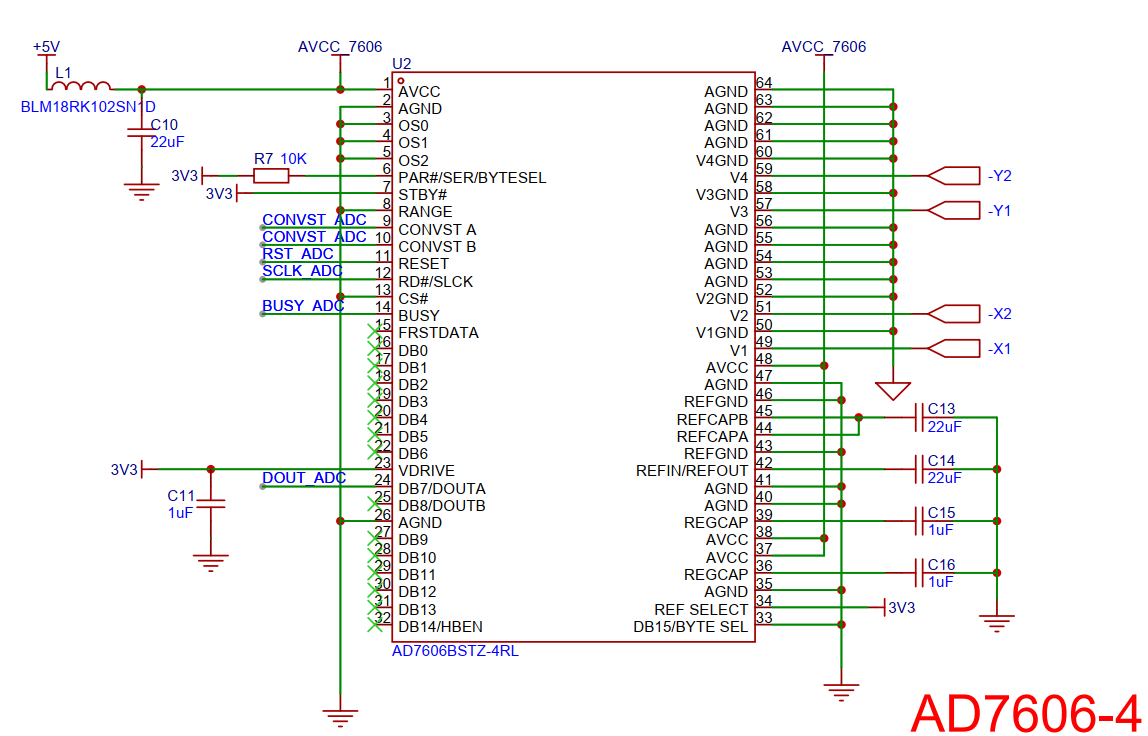 +5V
AVCC_7606
AVCC_7606
L1
BLM18RK102SN1D
C10
22uF
U2
1 AVCC
2 AGND
3 OS0
4 OS1
5 OS2
3V3
R7 10K
6 PAR#/SER/BYTESEL
3V3
7 STBY#
8 RANGE
CONVST_ADC
9 CONVST A
CONVST_ADC
10 CONVST B
RST_ADC
11 RESET
SCLK_ADC
12 RD#/SLCK
13 CS#
BUSY_ADC
14 BUSY
15 FRSTDATA
16 DB0
17 DB1
18 DB2
19 DB3
20 DB4
21 DB5
22 DB6
3V3
23 VDRIVE
DOUT_ADC
24 DB7/DOUTA
C11
1uF
25 DB8/DOUTB
26 AGND
27 DB9
28 DB10
29 DB11
30 DB12
31 DB13
32 DB14/HBEN
AD7606BSTZ-4RL
AGND 64
AGND 63
AGND 62
AGND 61
V4GND 60
V4 59
-Y2
V3GND 58
V3 57
-Y1
AGND 56
AGND 55
AGND 54
AGND 53
V2GND 52
V2 51
-X2
V1GND 50
V1 49
-X1
AVCC 48
AGND 47
REFGND 46
REFCAPB 45
C13
22uF
REFCAPA 44
REFGND 43
REFIN/REFOUT 42
C14
22uF
AGND 41
AGND 40
REGCAP 39
C15
1uF
AVCC 38
AVCC 37
REGCAP 36
C16
1uF
AGND 35
REF SELECT 34
3V3
DB15/BYTE SEL 33
AD7606-4